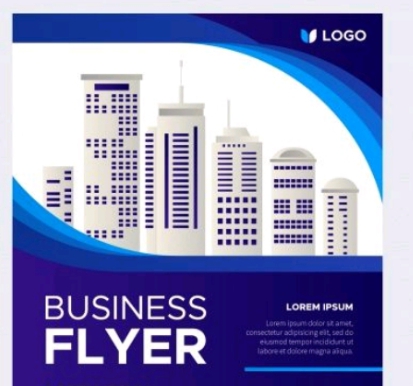 LOGO
BUSINESS
FLYER
LOREM IPSUM
Lorem ipsum dolor sit amet,
consectetur adipiscing elit, sed do
eiusmod tempor incididunt ut
labore et dolore magna aliqua.